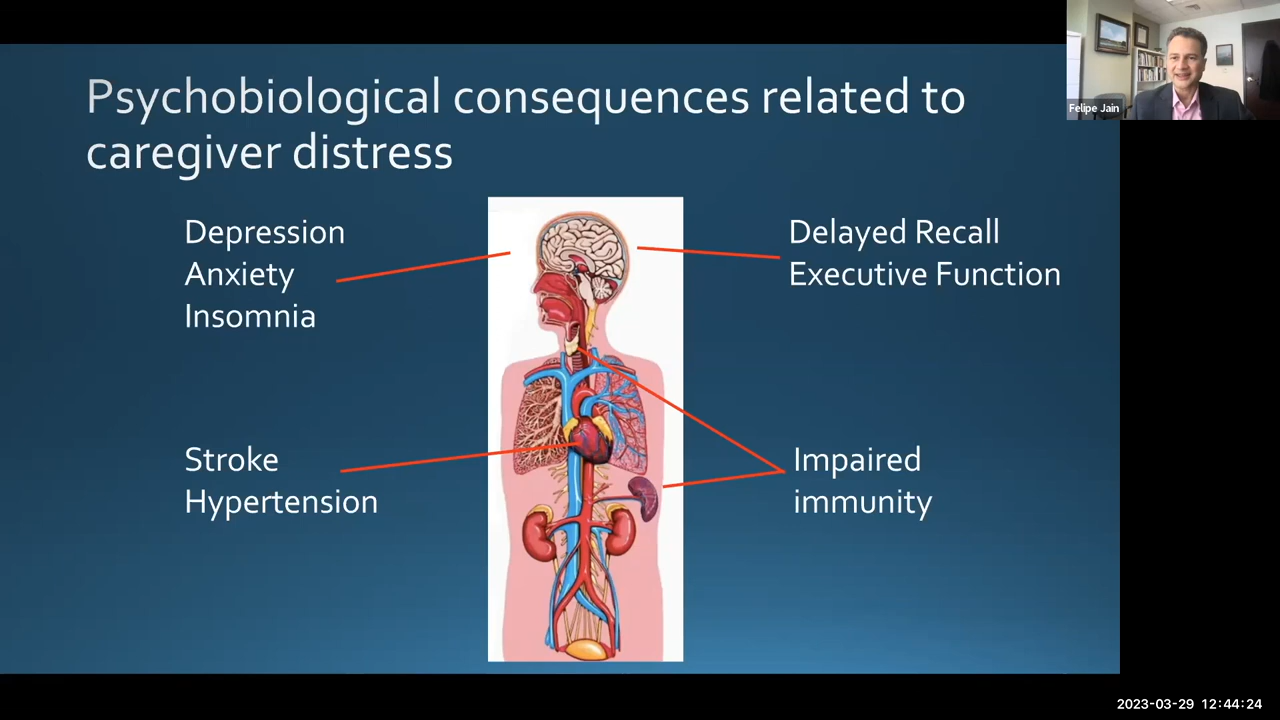 Psychobiological consequences related to
caregiver distress
Felipe Jain
Depression
Anxiety
Insomnia
Delayed Recall
Executive Function
Stroke
Hypertension
Impaired
immunity
2023-03-29 12:44:24